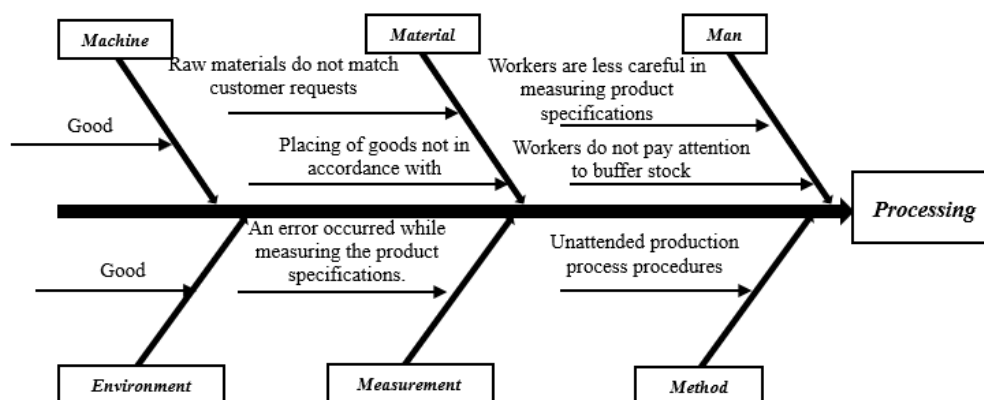 Machine
Material
Man
Raw materials do not match
customer requests
Workers are less careful in
measuring product
specifications
Good
Placing of goods not in
accordance with
Workers do not pay attention
to buffer stock
Processing
An error occurred while
measuring the product
specifications.
Unattended production
process procedures
Good
Environment
Measurement
Method